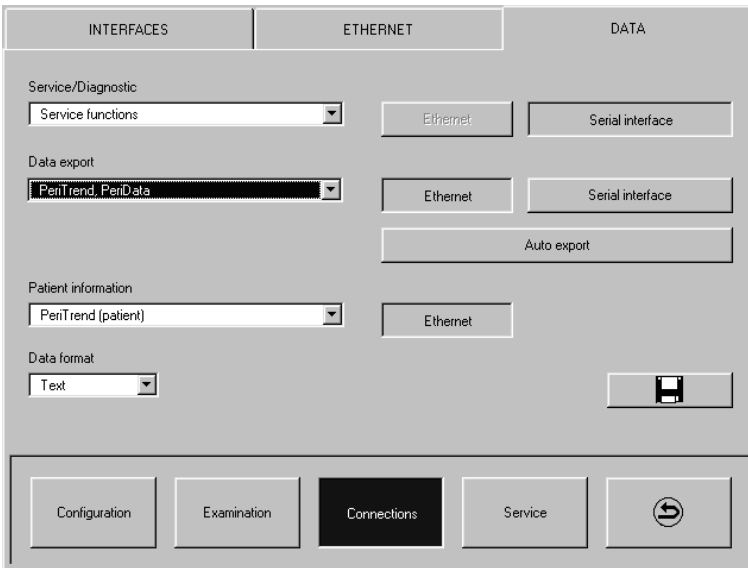 INTERFACES
ETHERNET
DATA
Service/Diagnostic
Service functions
Ethernet
Serial interface
Data export
PeriTrend, PeriData
Ethernet
Serial interface
Auto export
Patient information
PeriTrend (patient)
Ethernet
Data format
Text
Configuration
Examination
Connections
Service